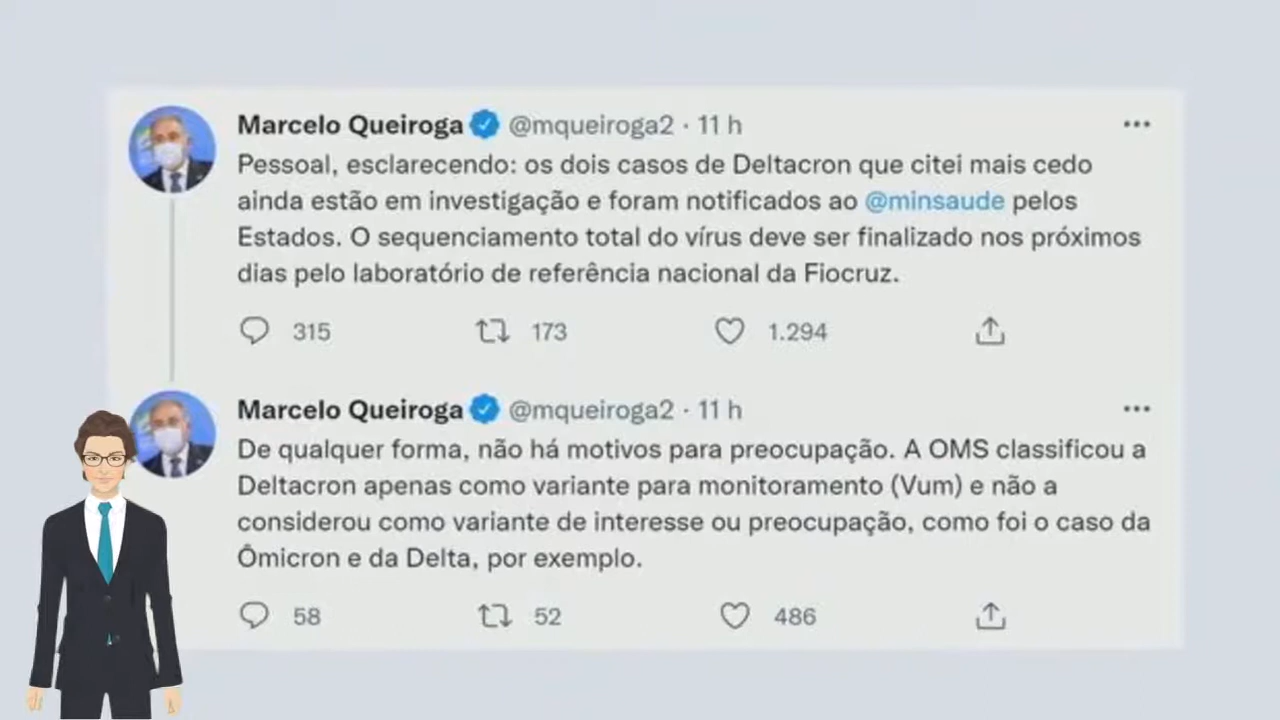 Marcelo Queiroga @mqueiroga2 · 11 h
Pessoal, esclarecendo: os dois casos de Deltacron que citei mais cedo
ainda estão em investigação e foram notificados ao @minsaude pelos
Estados. O sequenciamento total do vírus deve ser finalizado nos próximos
dias pelo laboratório de referência nacional da Fiocruz.
315 173 1.294
Marcelo Queiroga @mqueiroga2 · 11 h
De qualquer forma, não há motivos para preocupação. A OMS classificou a
Deltacron apenas como variante para monitoramento (Vum) e não a
considerou como variante de interesse ou preocupação, como foi o caso da
Ômicron e da Delta, por exemplo.
58 52 486